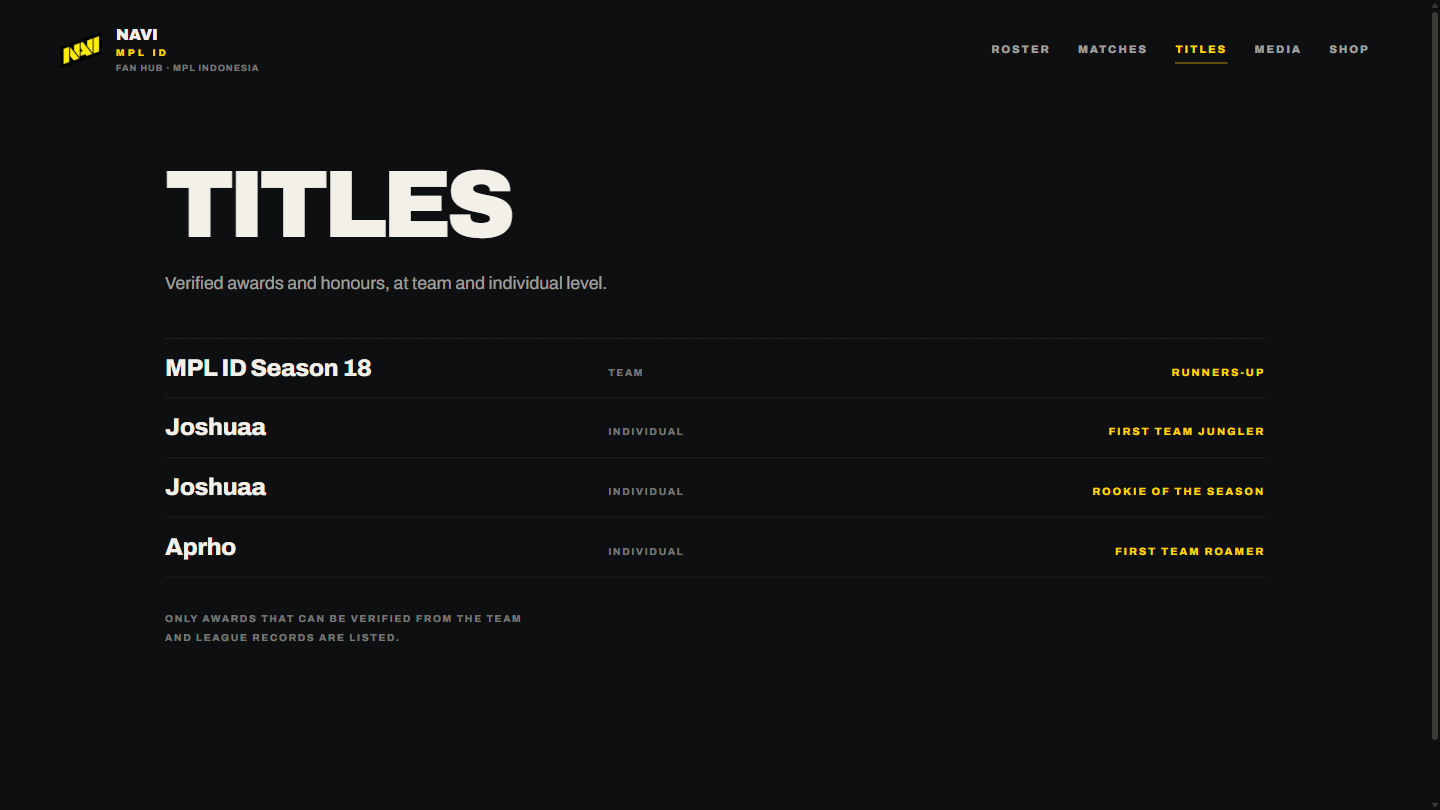 NAVI
NAVI
MPL ID
FAN HUB · MPL INDONESIA
ROSTER
MATCHES
TITLES
MEDIA
SHOP
TITLES
Verified awards and honours, at team and individual level.
MPL ID Season 18
TEAM
RUNNERS-UP
Joshuaa
INDIVIDUAL
FIRST TEAM JUNGLER
Joshuaa
INDIVIDUAL
ROOKIE OF THE SEASON
Aprho
INDIVIDUAL
FIRST TEAM ROAMER
ONLY AWARDS THAT CAN BE VERIFIED FROM THE TEAM
AND LEAGUE RECORDS ARE LISTED.